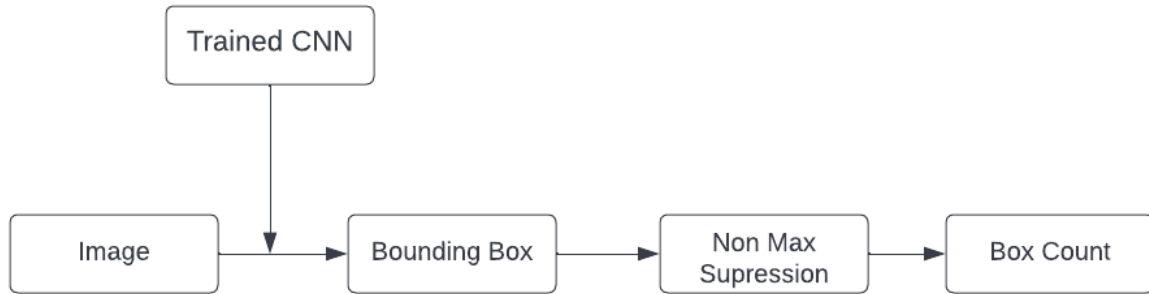 Trained CNN
Image
Bounding Box
Non Max
Supression
Box Count